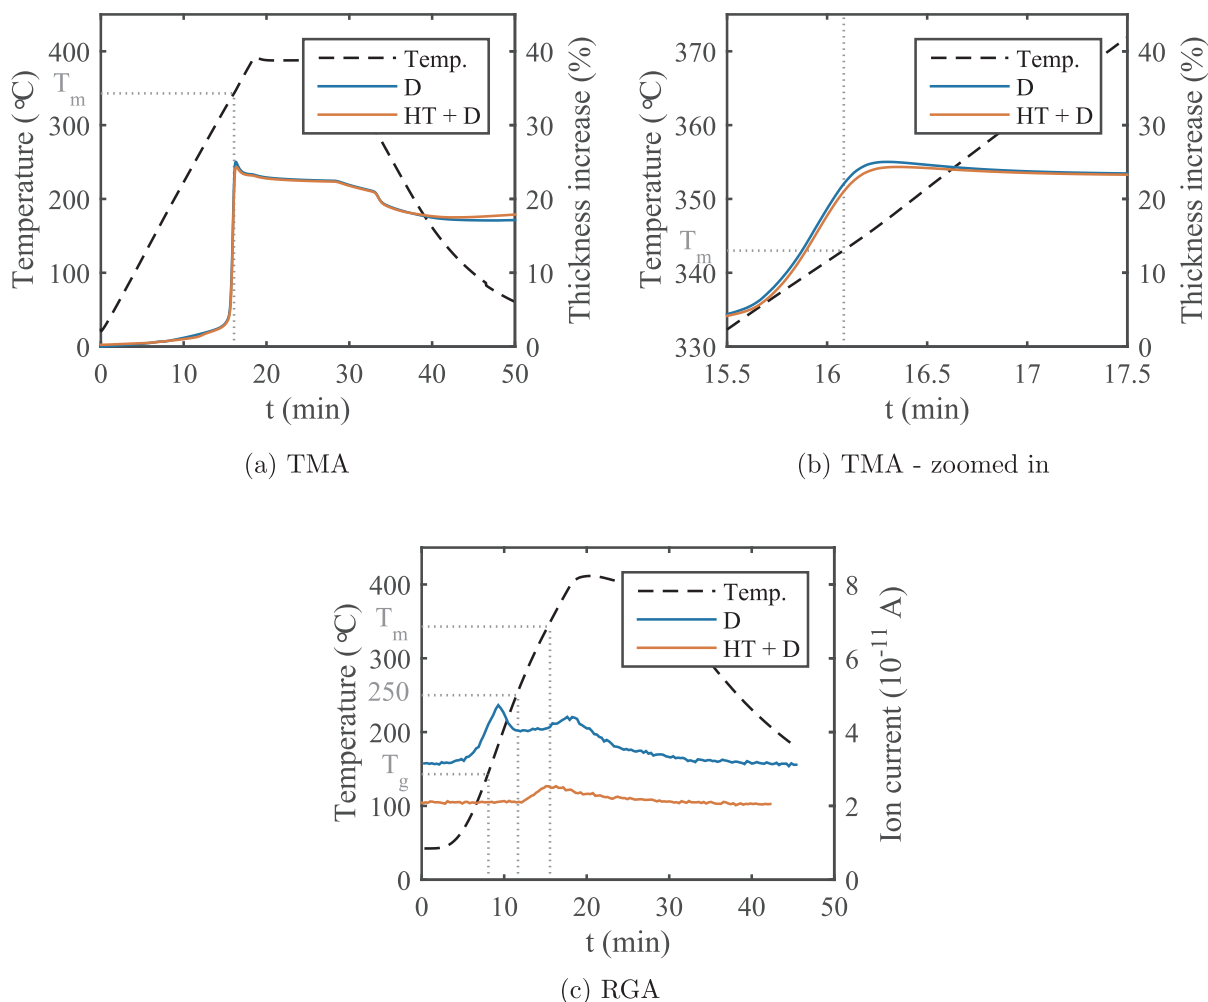 Temperature (°C)
400
300
200
100
0
T_m
0 10 20 30 40 50
t (min)
Temp.
D
HT + D
40
30
20
10
0
Thickness increase (%)
(a) TMA
Temperature (°C)
370
360
350
340
330
T_m
15.5 16 16.5 17 17.5
t (min)
Temp.
D
HT + D
40
30
20
10
0
Thickness increase (%)
(b) TMA - zoomed in
Temperature (°C)
400
T_m
300
250
200
T_g
100
0
0 10 20 30 40 50
t (min)
Temp.
D
HT + D
8
6
4
2
0
Ion current (10^-11 A)
(c) RGA